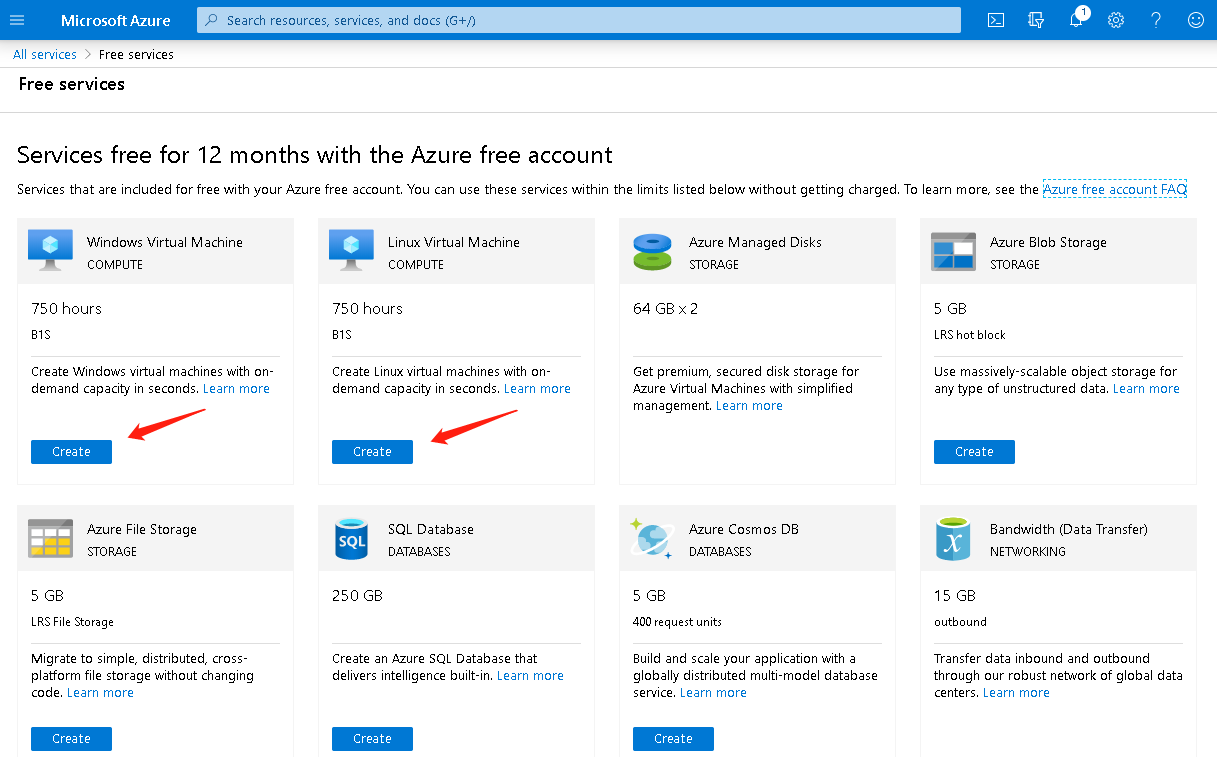 Microsoft Azure
Search resources, services, and docs (G+/)
1
All services > Free services
Free services
Services free for 12 months with the Azure free account
Services that are included for free with your Azure free account. You can use these services within the limits listed below without getting charged. To learn more, see the Azure free account FAQ
Windows Virtual Machine
COMPUTE
750 hours
B1S
Create Windows virtual machines with on-
demand capacity in seconds. Learn more
Create
Linux Virtual Machine
COMPUTE
750 hours
B1S
Create Linux virtual machines with on-
demand capacity in seconds. Learn more
Create
Azure Managed Disks
STORAGE
64 GB x 2
Get premium, secured disk storage for
Azure Virtual Machines with simplified
management. Learn more
Azure Blob Storage
STORAGE
5 GB
LRS hot block
Use massively-scalable object storage for
any type of unstructured data. Learn more
Create
Azure File Storage
STORAGE
5 GB
LRS File Storage
Migrate to simple, distributed, cross-
platform file storage without changing
code. Learn more
Create
SQL
SQL Database
DATABASES
250 GB
Create an Azure SQL Database that
delivers intelligence built-in. Learn more
Create
Azure Cosmos DB
DATABASES
5 GB
400 request units
Build and scale your application with a
globally distributed multi-model database
service. Learn more
Create
Bandwidth (Data Transfer)
NETWORKING
15 GB
outbound
Transfer data inbound and outbound
through our robust network of global data
centers. Learn more